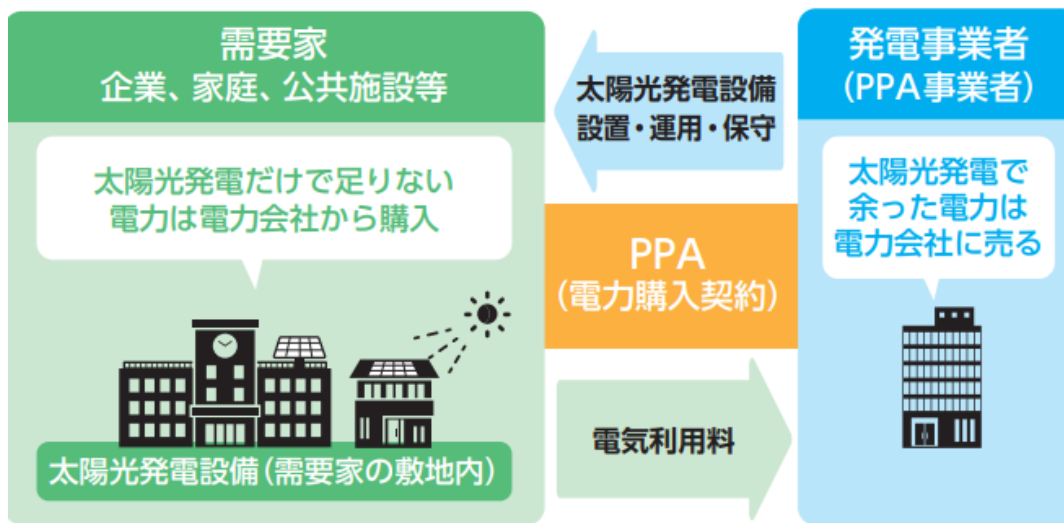 需要家
企業、家庭、公共施設等
太陽光発電だけで足りない
電力は電力会社から購入
太陽光発電設備（需要家の敷地内）
太陽光発電設備
設置・運用・保守
PPA
（電力購入契約）
電気利用料
発電事業者
（PPA事業者）
太陽光発電で
余った電力は
電力会社に売る